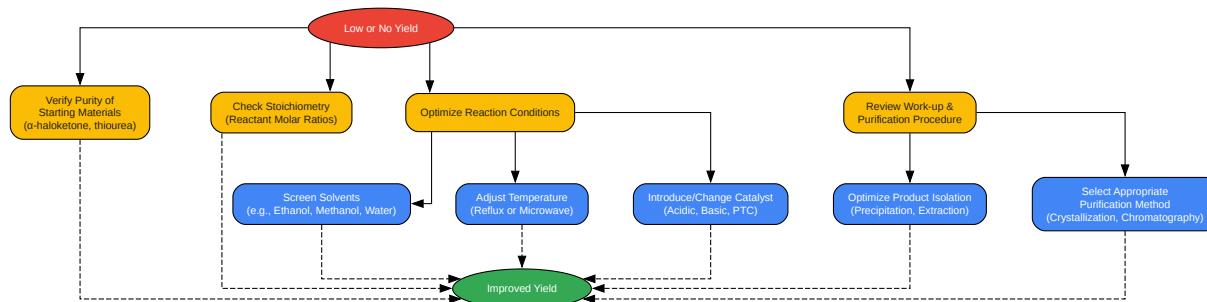 Low or No Yield
Verify Purity of
Starting Materials
(α-haloketone, thiourea)
Check Stoichiometry
(Reactant Molar Ratios)
Optimize Reaction Conditions
Review Work-up &
Purification Procedure
Screen Solvents
(e.g., Ethanol, Methanol, Water)
Adjust Temperature
(Reflux or Microwave)
Introduce/Change Catalyst
(Acidic, Basic, PTC)
Optimize Product Isolation
(Precipitation, Extraction)
Select Appropriate
Purification Method
(Crystallization, Chromatography)
Improved Yield